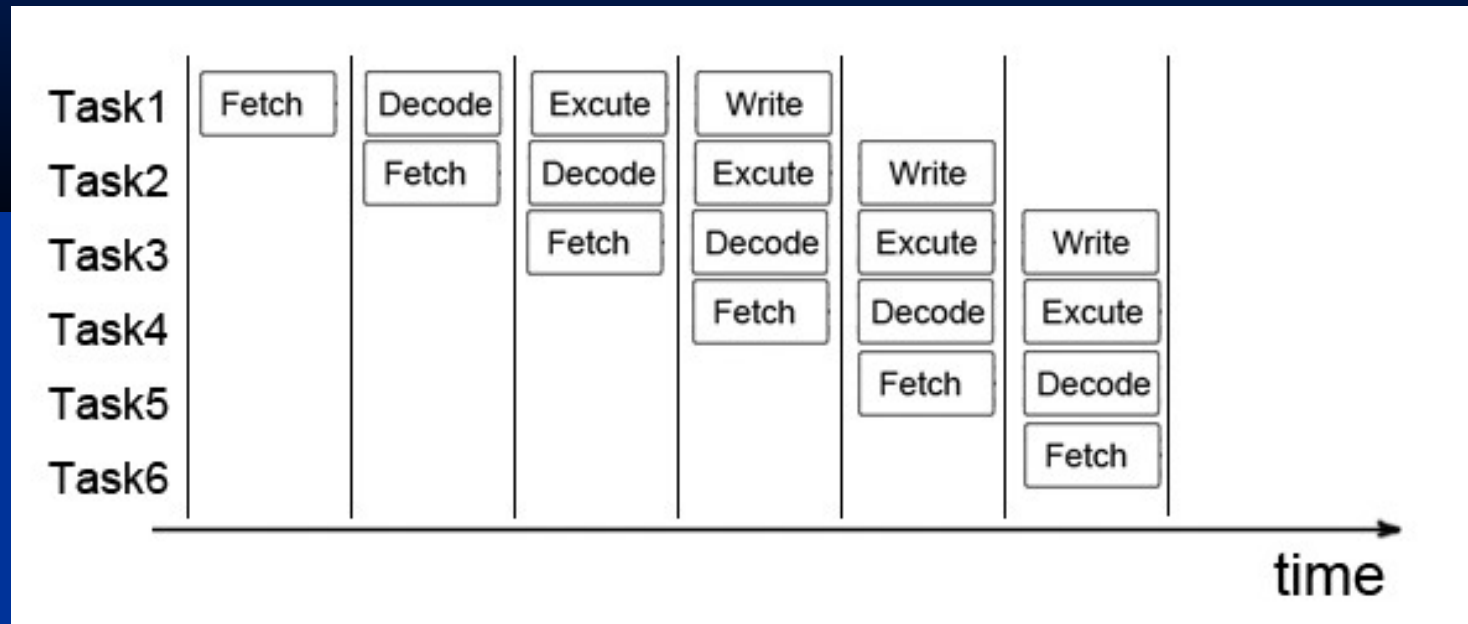 Task1 Fetch Decode Excute Write
Task2 Fetch Decode Excute Write
Task3 Fetch Decode Excute Write
Task4 Fetch Decode Excute
Task5 Fetch Decode
Task6 Fetch
time